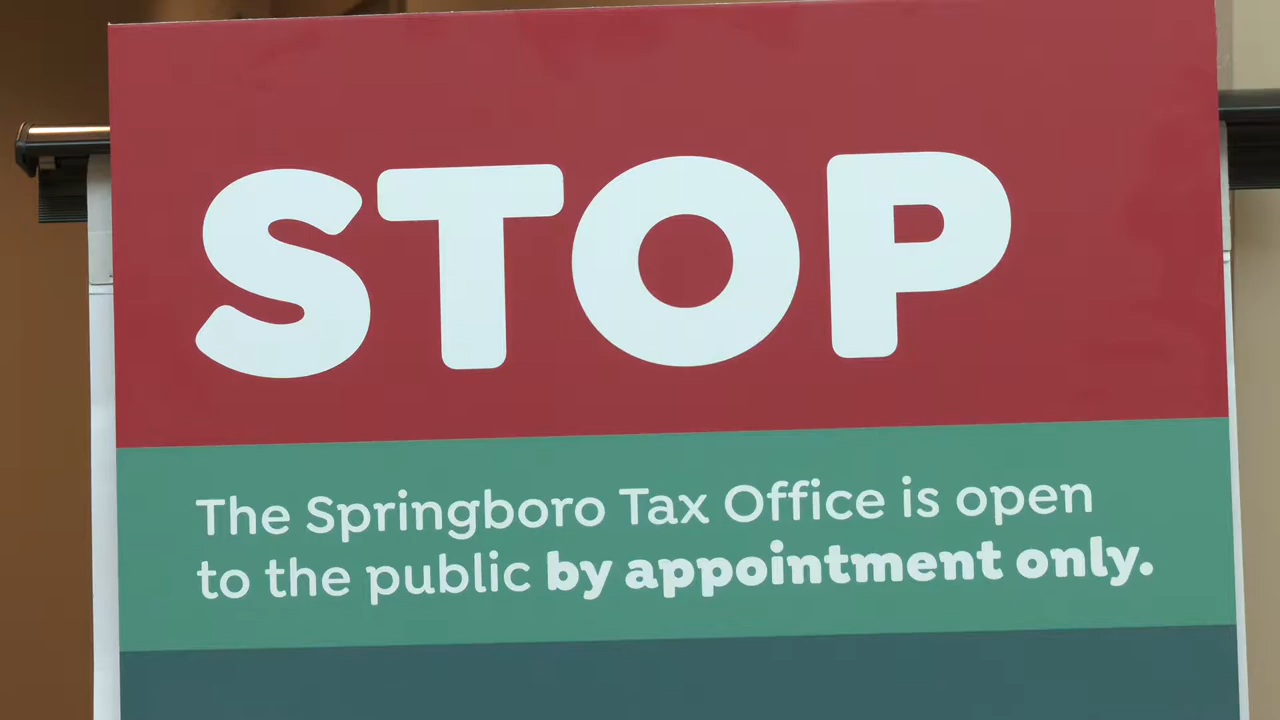 STOP
The Springboro Tax Office is open
to the public by appointment only.